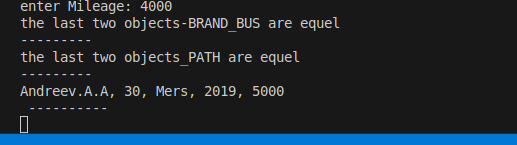 enter Mileage: 4000
the last two objects-BRAND_BUS are equel
---------
the last two objects_PATH are equel
---------
Andreev.A.A, 30, Mers, 2019, 5000
----------